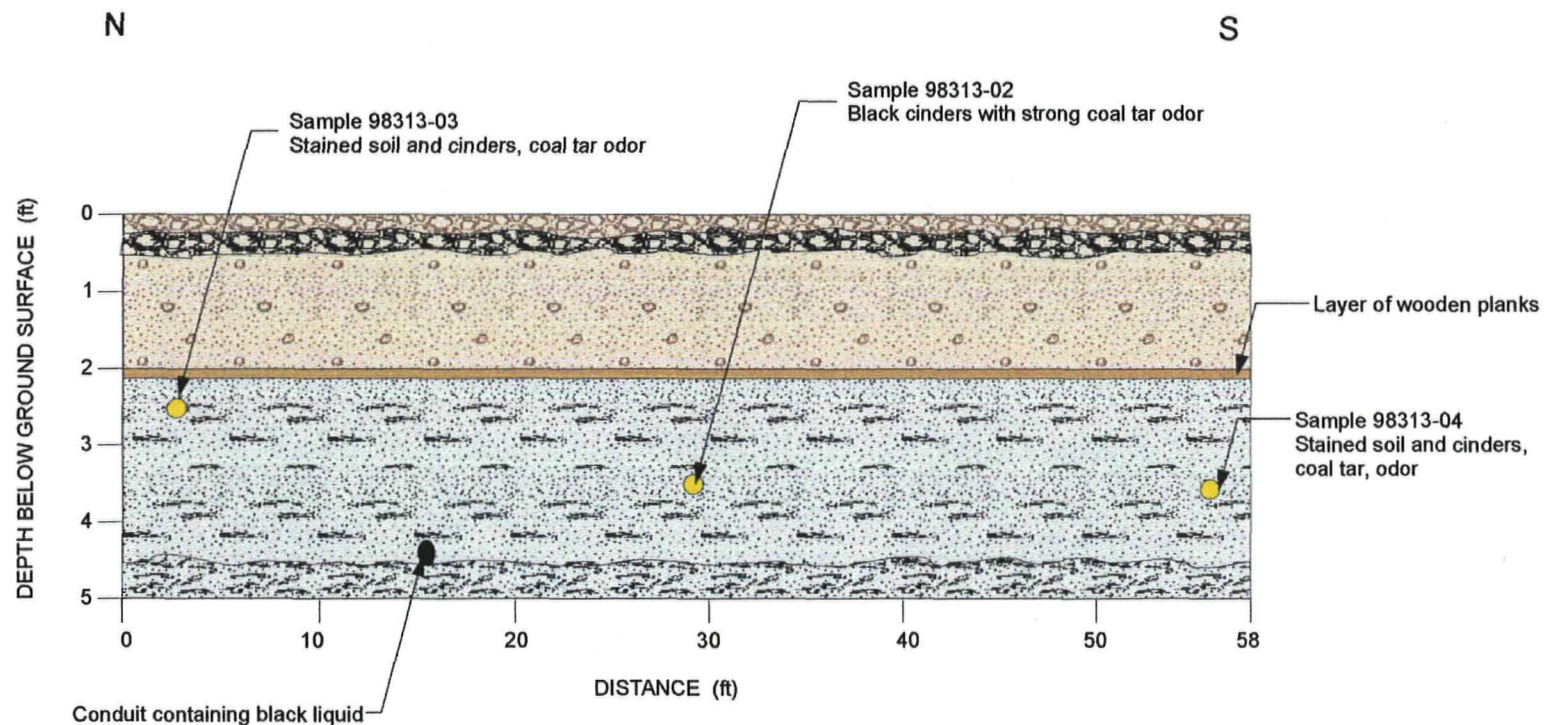 N
S
Sample 98313-02
Black cinders with strong coal tar odor
Sample 98313-03
Stained soil and cinders, coal tar odor
DEPTH BELOW GROUND SURFACE (ft)
0
1
2
3
4
5
Layer of wooden planks
Sample 98313-04
Stained soil and cinders,
coal tar, odor
0
10
20
30
40
50
58
DISTANCE (ft)
Conduit containing black liquid